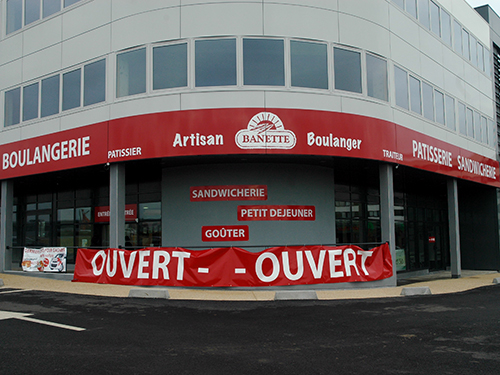 BOULANGERIE
PATISSIER
Artisan BANETTE Boulanger
TRAITEUR
PATISSERIE SANDWICHERIE
SANDWICHERIE
PETIT DEJEUNER
GOÛTER
OUVERT - - OUVERT